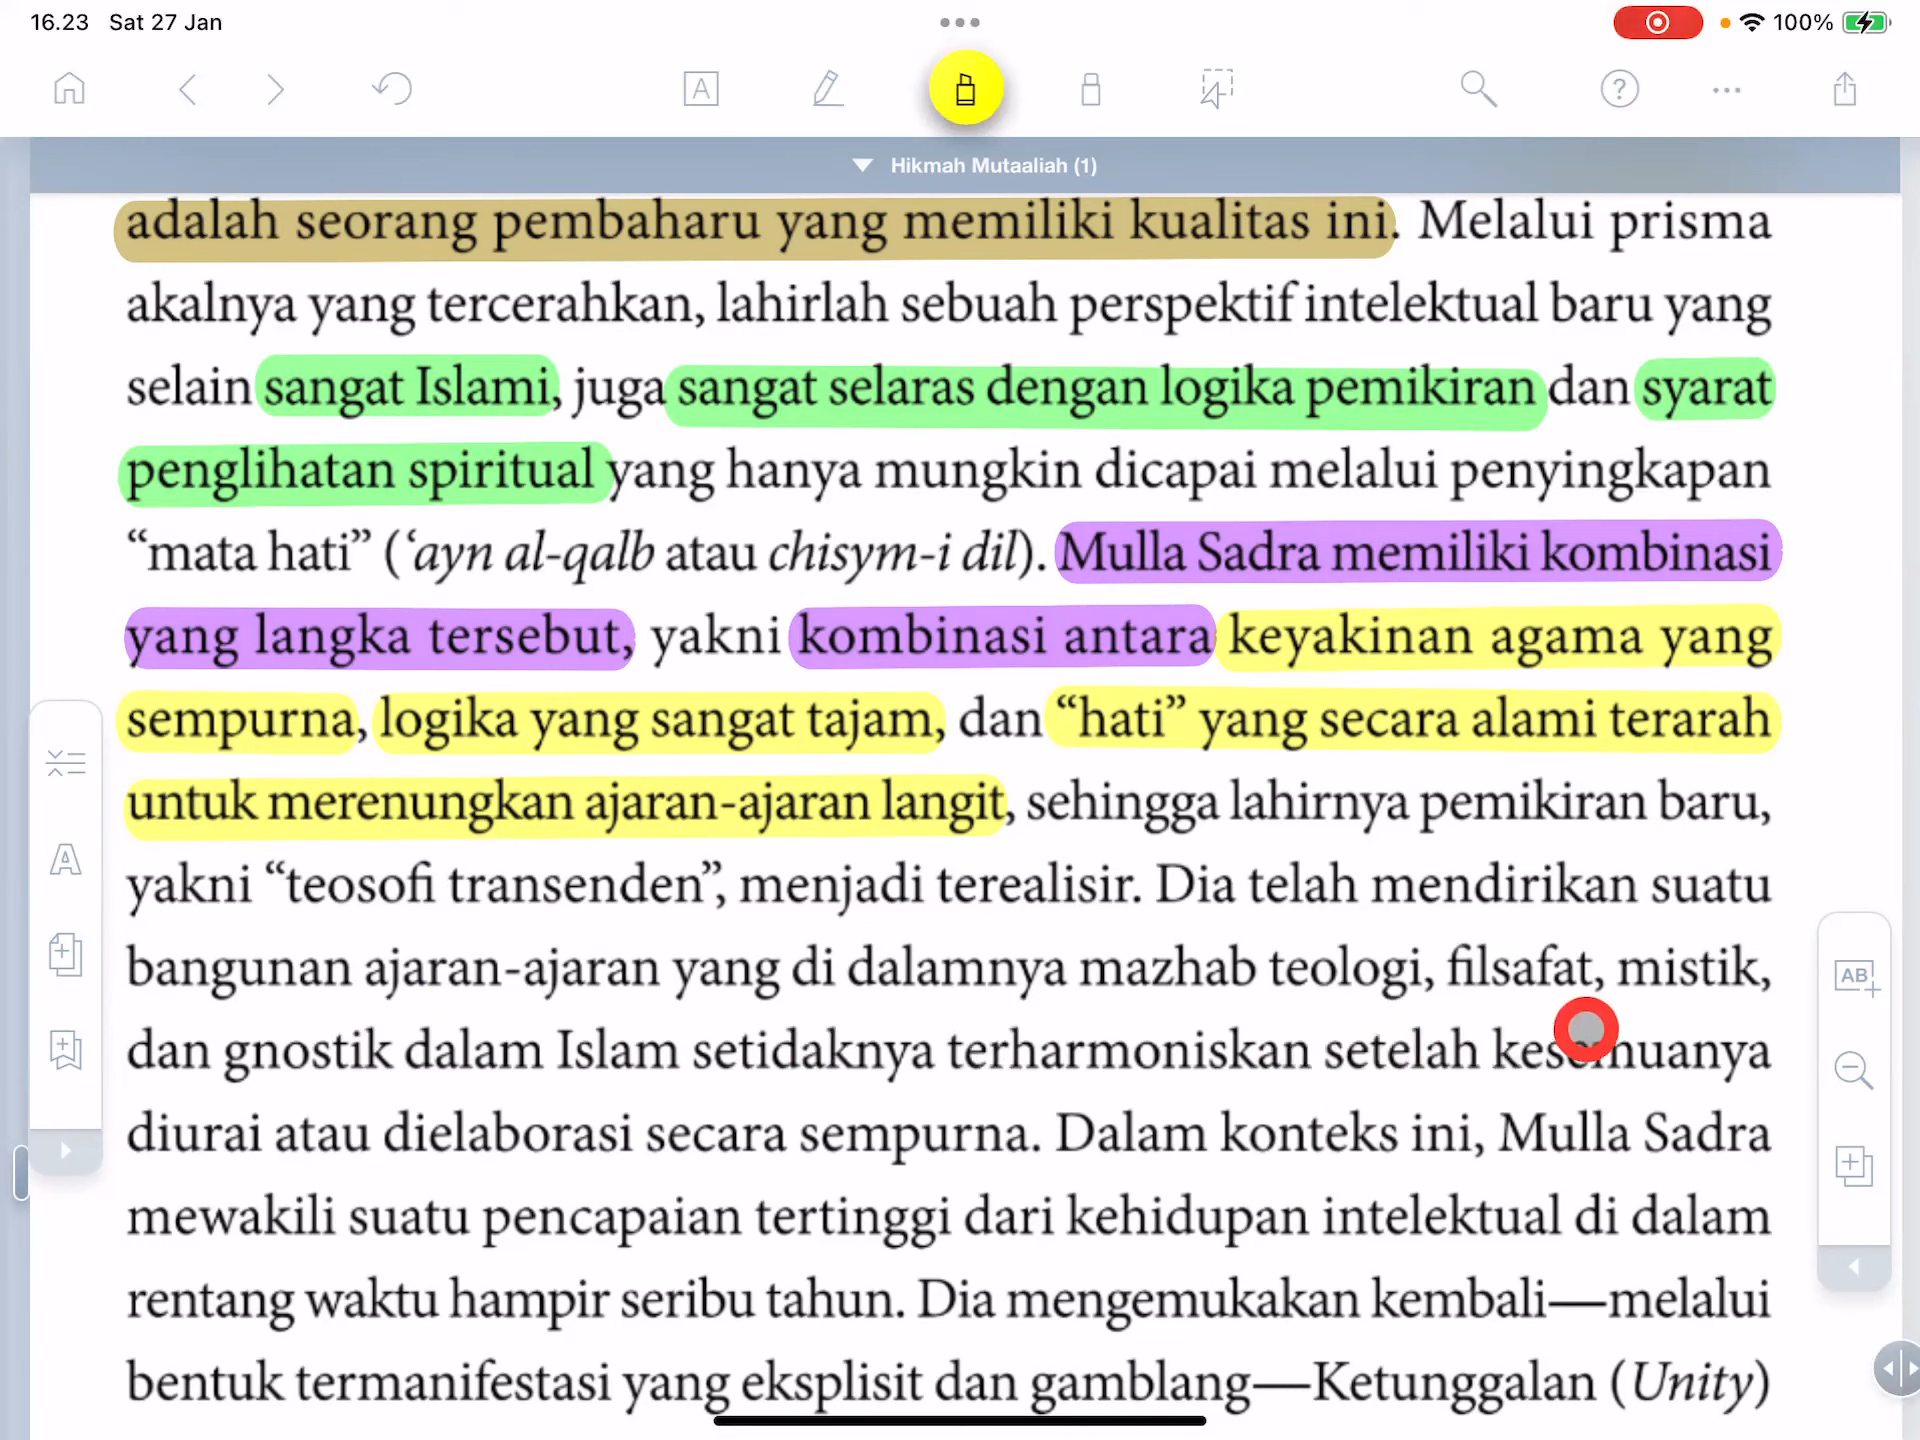 16.23 Sat 27 Jan
100%
A
?
Hikmah Mutaaliah (1)
adalah seorang pembaharu yang memiliki kualitas ini. Melalui prisma
akalnya yang tercerahkan, lahirlah sebuah perspektif intelektual baru yang
selain sangat Islami, juga sangat selaras dengan logika pemikiran dan syarat
penglihatan spiritual yang hanya mungkin dicapai melalui penyingkapan
“mata hati” (‘ayn al-qalb atau chisym-i dil). Mulla Sadra memiliki kombinasi
yang langka tersebut, yakni kombinasi antara keyakinan agama yang
sempurna, logika yang sangat tajam, dan “hati” yang secara alami terarah
untuk merenungkan ajaran-ajaran langit, sehingga lahirnya pemikiran baru,
yakni “teosofi transenden”, menjadi terealisir. Dia telah mendirikan suatu
bangunan ajaran-ajaran yang di dalamnya mazhab teologi, filsafat, mistik,
dan gnostik dalam Islam setidaknya terharmoniskan setelah kesemuanya
diurai atau dielaborasi secara sempurna. Dalam konteks ini, Mulla Sadra
mewakili suatu pencapaian tertinggi dari kehidupan intelektual di dalam
rentang waktu hampir seribu tahun. Dia mengemukakan kembali—melalui
bentuk termanifestasi yang eksplisit dan gamblang—Ketunggalan (Unity)
A
AB